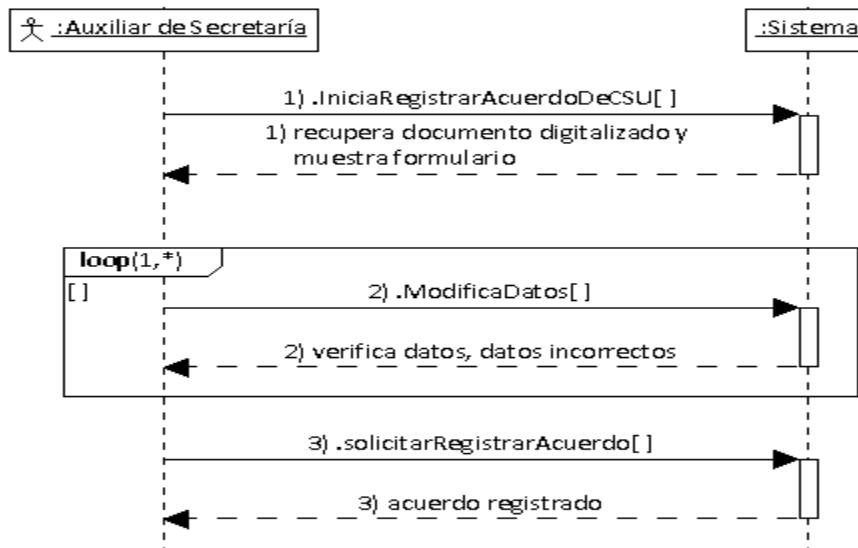 :Auxiliar de Secretaría
:Sistema
1) .IniciaRegistrarAcuerdoDeCSU[ ]
1) recupera documento digitalizado y
muestra formulario
loop(1,*)
[ ]
2) .ModificaDatos[ ]
2) verifica datos, datos incorrectos
3) .solicitarRegistrarAcuerdo[ ]
3) acuerdo registrado